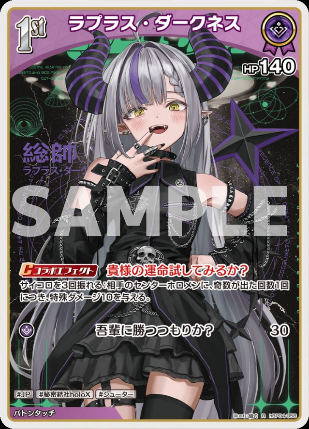 1st
ラプラス・ダークネス
HP140
総帥
ラプラス・ダー
SAMPLE
コラボエフェクト 貴様の運命試してみるか？
サイコロを3回振れる：相手のセンターホロメンに、奇数が出た回数1回
につき、特殊ダメージ10を与える。
吾輩に勝つつもりか？ 30
#JP #秘密結社holoX #シューター
バトンタッチ